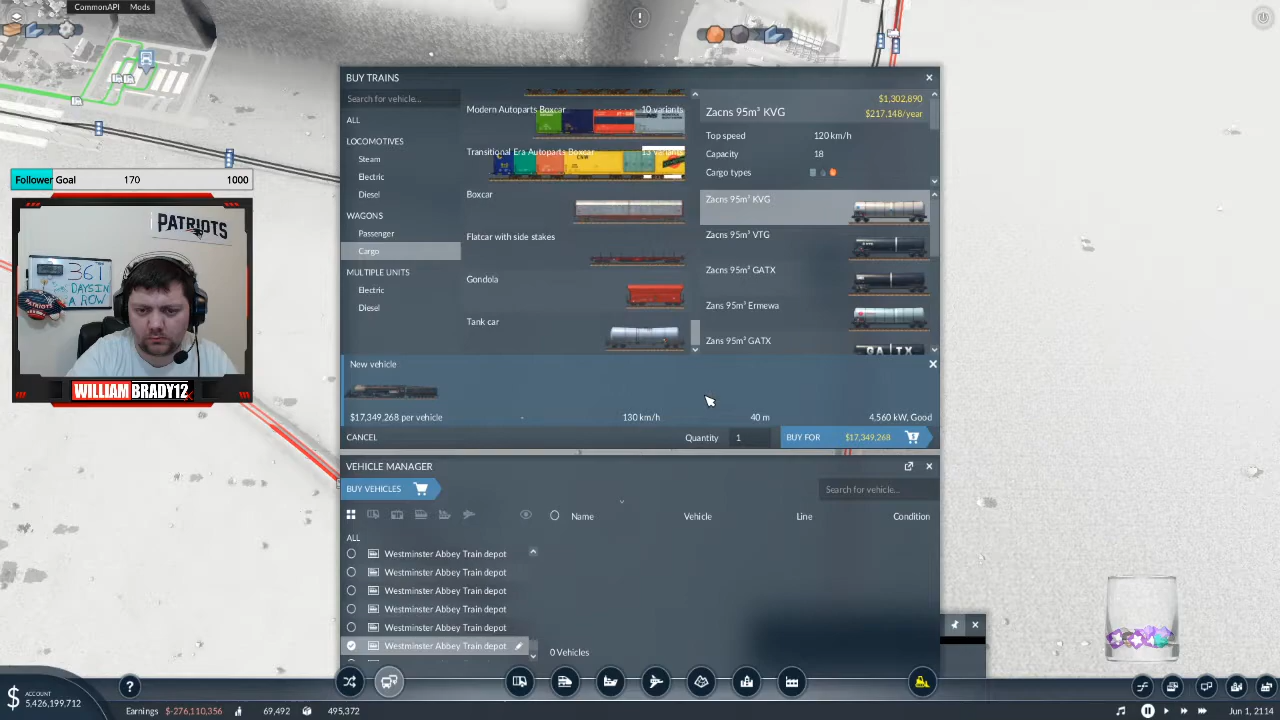 CommonAPI Mods
BUY TRAINS
Search for vehicle...
ALL
LOCOMOTIVES
Steam
Electric
Diesel
WAGONS
Passenger
Cargo
MULTIPLE UNITS
Electric
Diesel
Modern Autoparts Boxcar 10 variants
Transitional Era Autoparts Boxcar
Boxcar
Flatcar with side stakes
Gondola
Tank car
Zacns 95m³ KVG
$1,302,890
$217,148/year
Top speed 120 km/h
Capacity 18
Cargo types
Zacns 95m³ KVG
Zacns 95m³ VTG
Zacns 95m³ GATX
Zans 95m³ Ermewa
Zans 95m³ GATX
New vehicle
$17,349,268 per vehicle - 130 km/h 40 m 4,560 kW, Good
CANCEL Quantity 1 BUY FOR $17,349,268
VEHICLE MANAGER
BUY VEHICLES
Search for vehicle...
Name Vehicle Line Condition
ALL
Westminster Abbey Train depot
Westminster Abbey Train depot
Westminster Abbey Train depot
Westminster Abbey Train depot
Westminster Abbey Train depot
Westminster Abbey Train depot
0 Vehicles
Follower Goal 170 1000
PATRIOTS
361
DAYS IN
A ROW
PATRIOTS
WILLIAM BRADY12
$ ACCOUNT
5,426,199,712
?
Earnings $-276,110,356 69,492 495,372
Jun 1, 2114